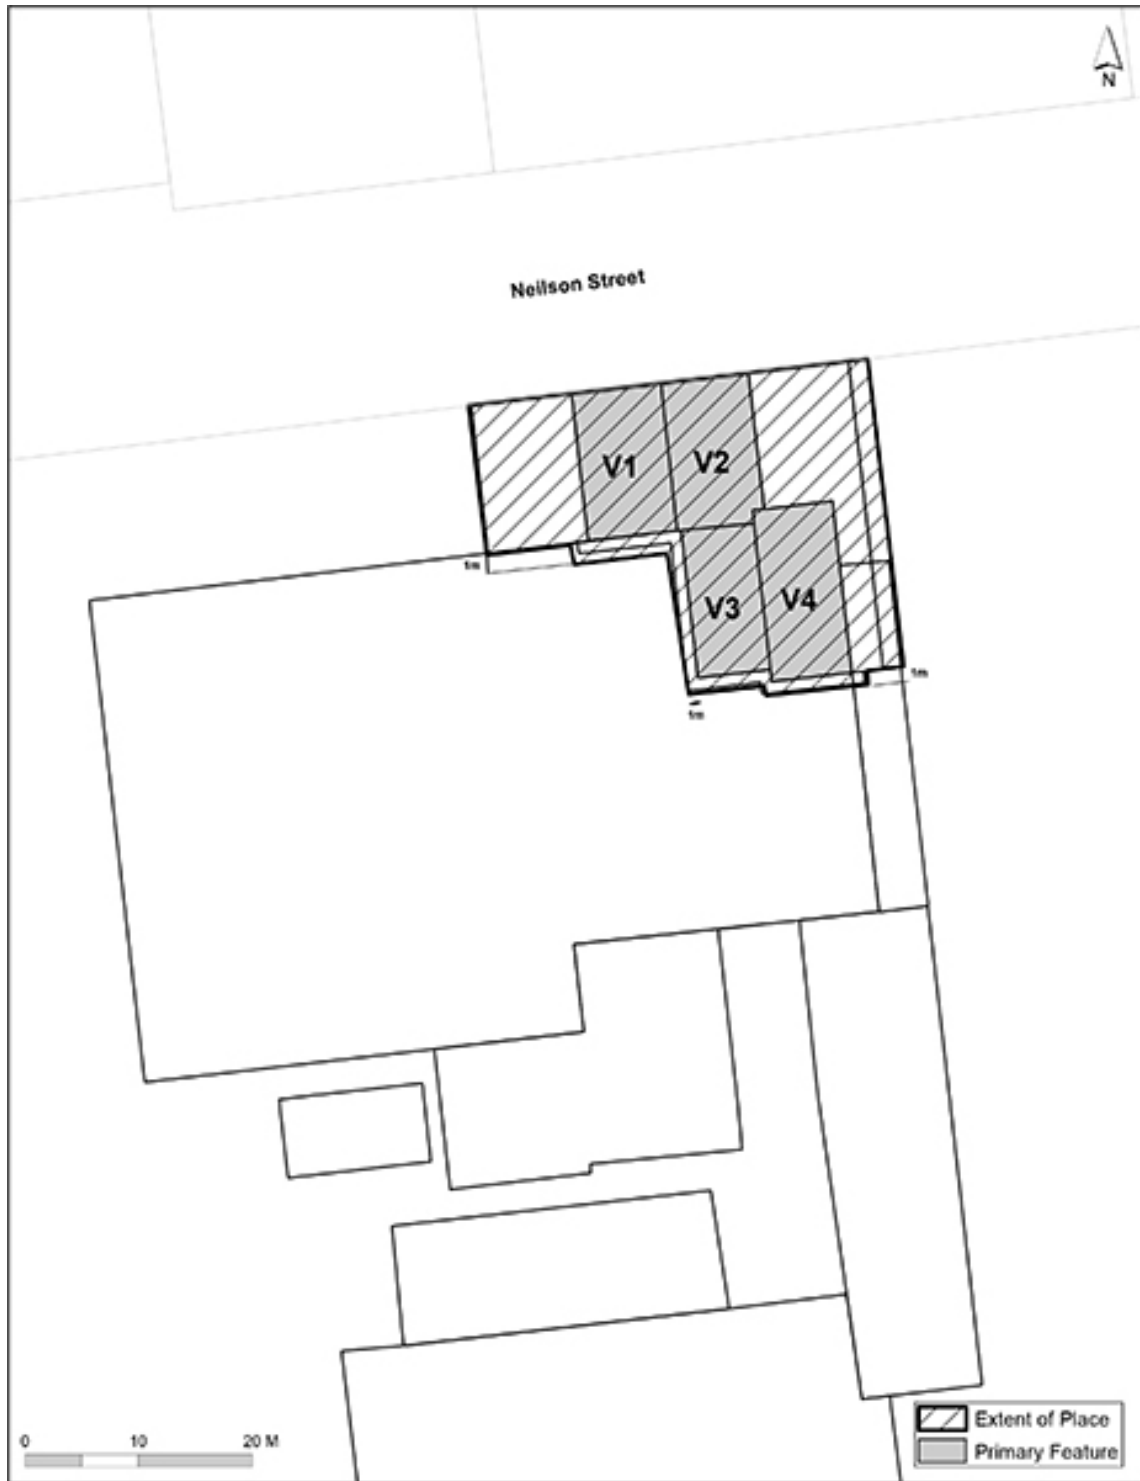 N
Neilson Street
V1
V2
1m
V3
V4
1m
1m
0 10 20 M
Extent of Place
Primary Feature